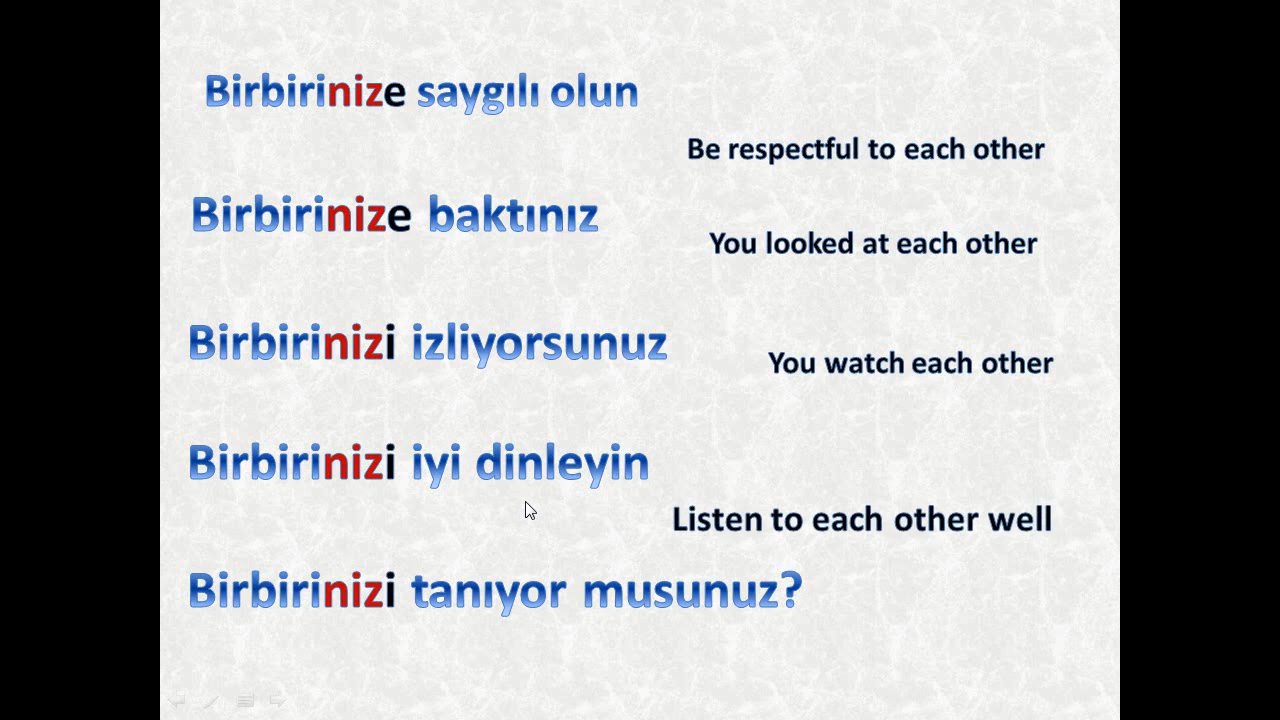 Birbirinize saygılı olun
Be respectful to each other
Birbirinize baktınız
You looked at each other
Birbirinizi izliyorsunuz
You watch each other
Birbirinizi iyi dinleyin
Listen to each other well
Birbirinizi tanıyor musunuz?